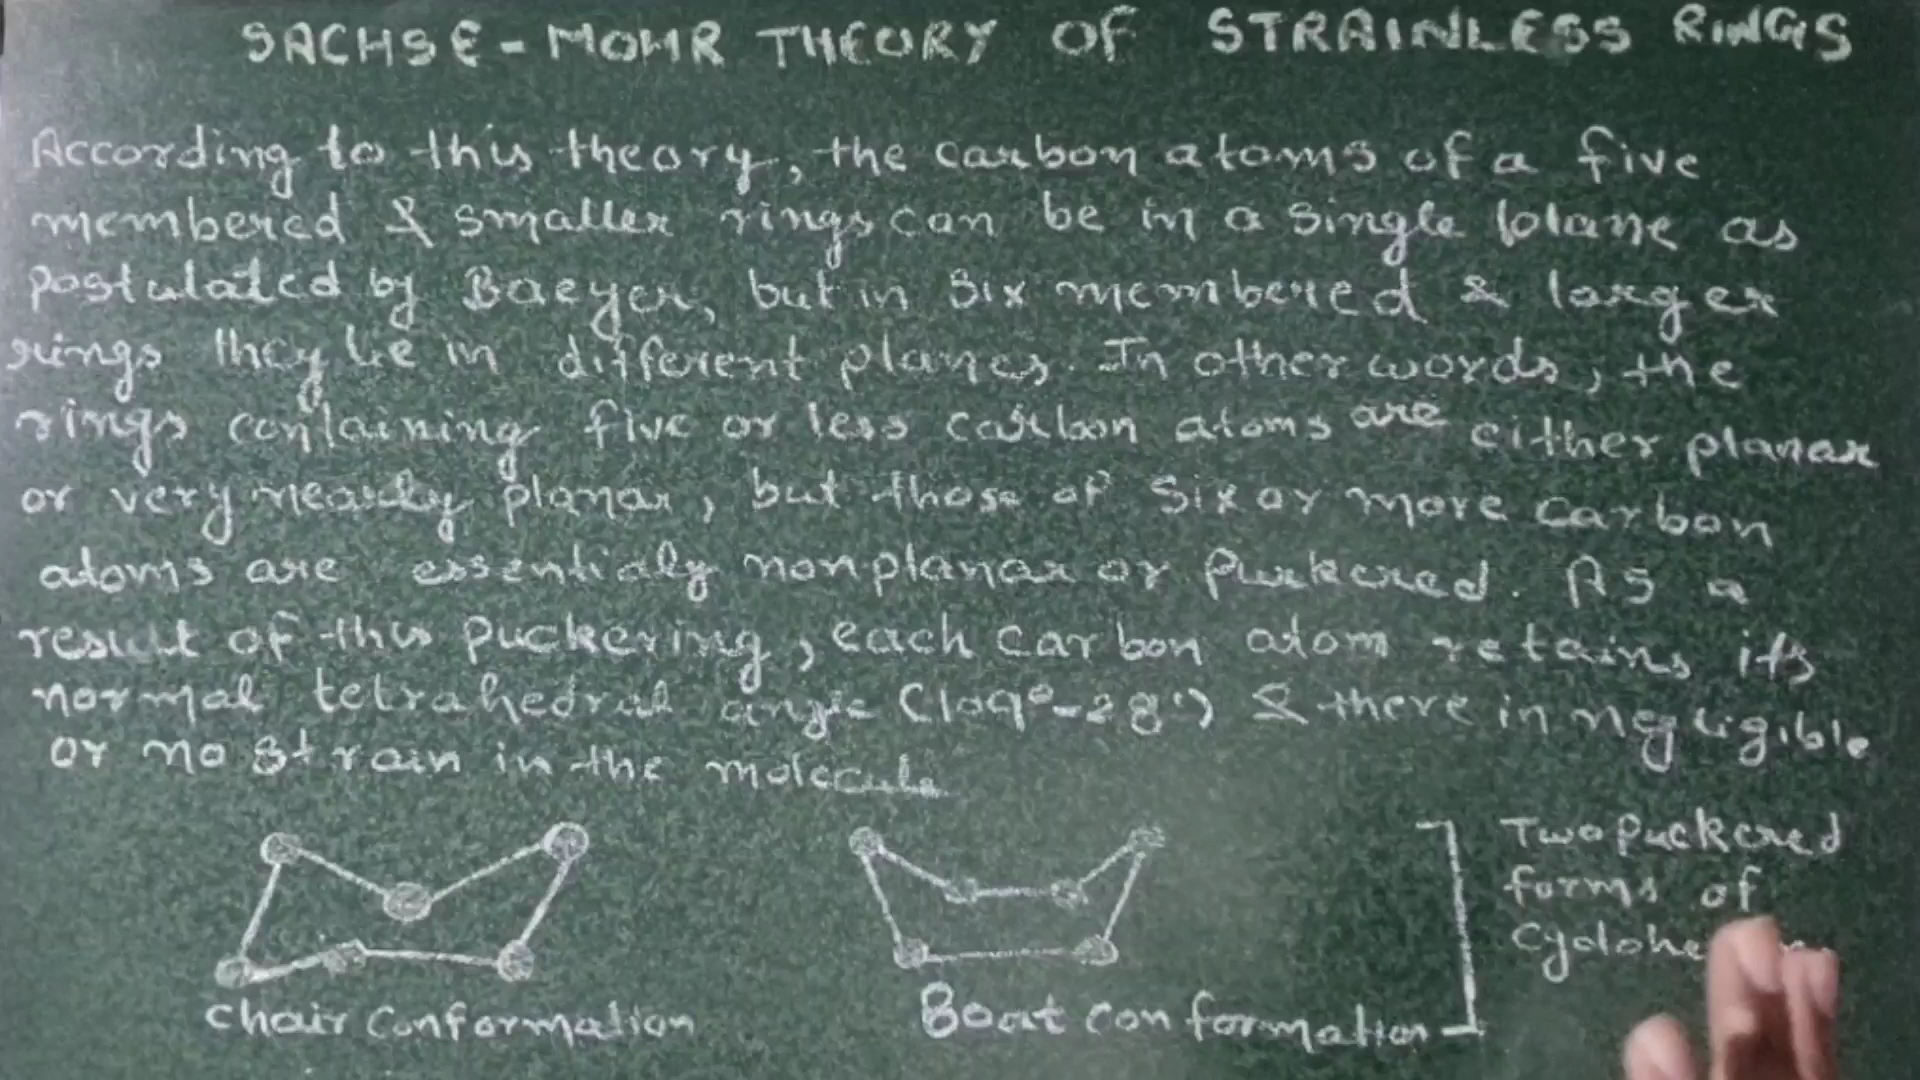 SACHSE-MOHR THEORY OF STRAINLESS RINGS
According to this theory, the carbon atoms of a five
membered & smaller rings can be in a single plane as
postulated by Baeyer, but in six membered & larger
rings they lie in different planes. In other words, the
rings containing five or less carbon atoms are either planar
or very nearly planar, but those of six or more carbon
atoms are essentialy nonplanar or puckered. As a
result of this puckering, each carbon atom retains its
normal tetrahedral angle (109°-28') & there in negligible
or no strain in the molecule
Chair Conformation
Boat conformation
Two puckered
forms of